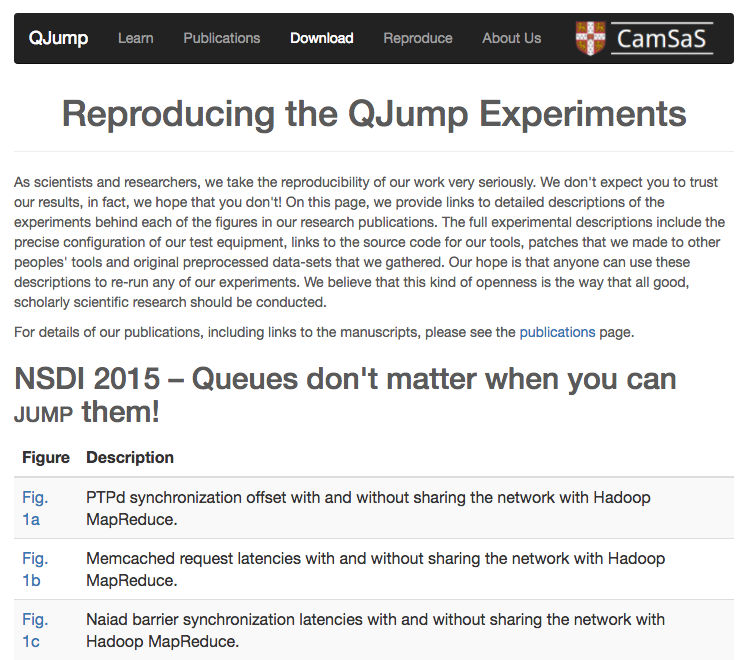 QJump Learn Publications Download Reproduce About Us CamSaS
Reproducing the QJump Experiments
As scientists and researchers, we take the reproducibility of our work very seriously. We don't expect you to trust
our results, in fact, we hope that you don't! On this page, we provide links to detailed descriptions of the
experiments behind each of the figures in our research publications. The full experimental descriptions include the
precise configuration of our test equipment, links to the source code for our tools, patches that we made to other
peoples' tools and original preprocessed data-sets that we gathered. Our hope is that anyone can use these
descriptions to re-run any of our experiments. We believe that this kind of openness is the way that all good,
scholarly scientific research should be conducted.
For details of our publications, including links to the manuscripts, please see the publications page.
NSDI 2015 – Queues don't matter when you can
JUMP them!
Figure Description
Fig. PTPd synchronization offset with and without sharing the network with Hadoop
1a MapReduce.
Fig. Memcached request latencies with and without sharing the network with Hadoop
1b MapReduce.
Fig. Naiad barrier synchronization latencies with and without sharing the network with
1c Hadoop MapReduce.